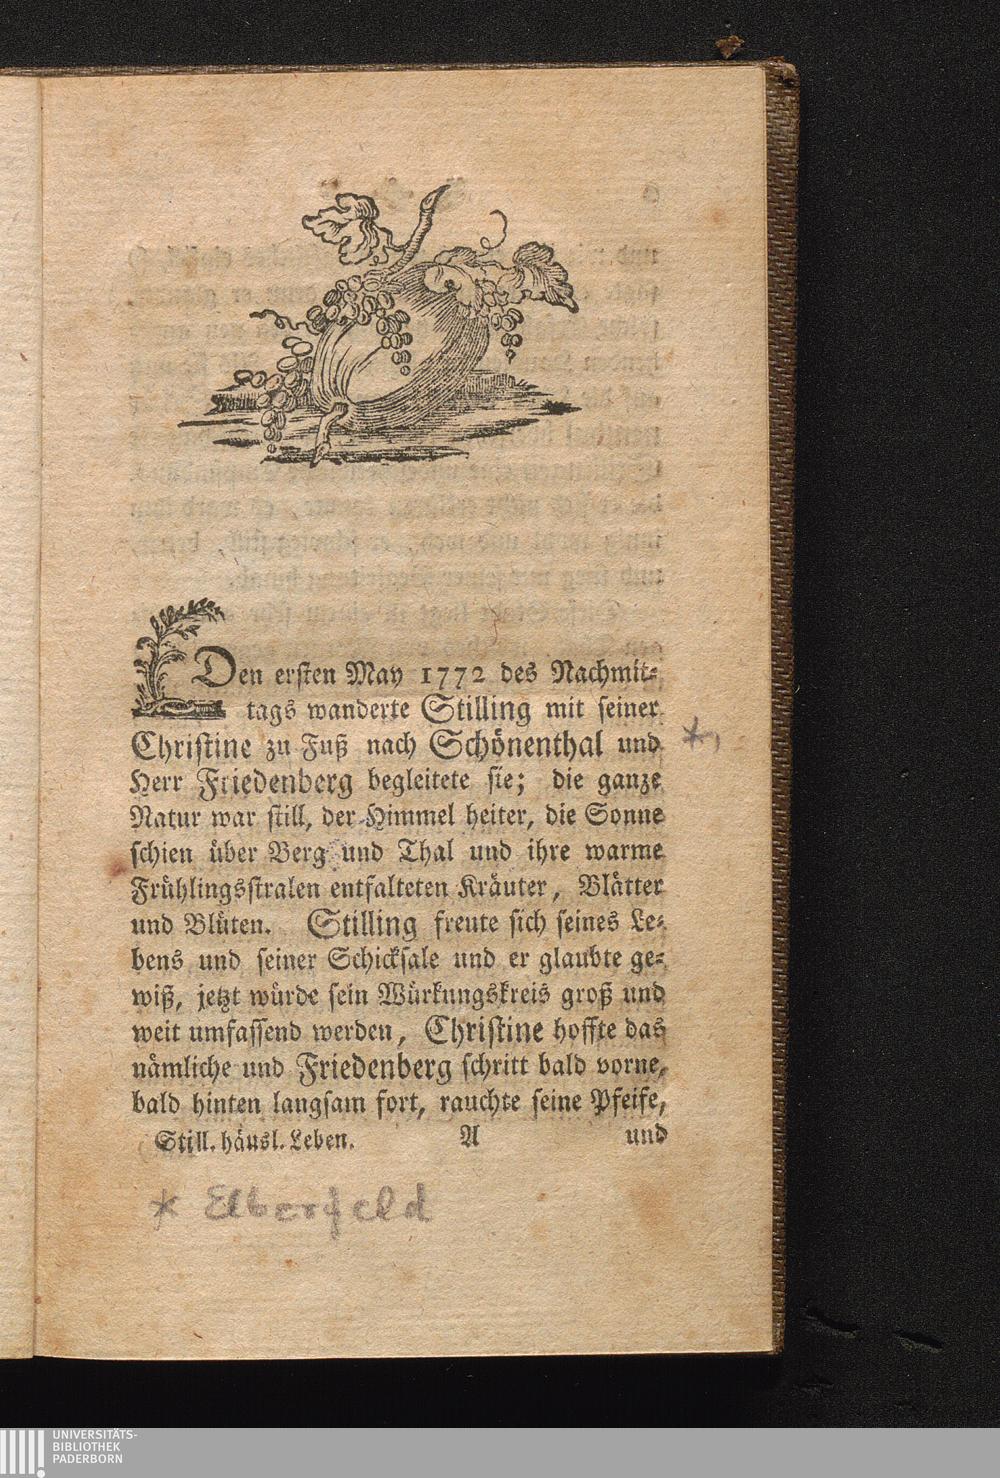 Den ersten May 1772 des Nachmit⸗
tags wanderte Stilling mit seiner
Christine zu Fuß nach Schönenthal und *)
Herr Friedenberg begleitete sie; die ganze
Natur war still, der Himmel heiter, die Sonne
schien über Berg und Thal und ihre warme
Frühlingsstralen entfalteten Kräuter, Blätter
und Blüten. Stilling freute sich seines Le⸗
bens und seiner Schicksale und er glaubte ge⸗
wiß, jetzt würde sein Würkungskreis groß und
weit umfassend werden, Christine hoffte das
nämliche und Friedenberg schritt bald vorne,
bald hinten langsam fort, rauchte seine Pfeife,
Still. häusl. Leben. A und
* Elberfeld
UNIVERSITÄTS-
BIBLIOTHEK
PADERBORN